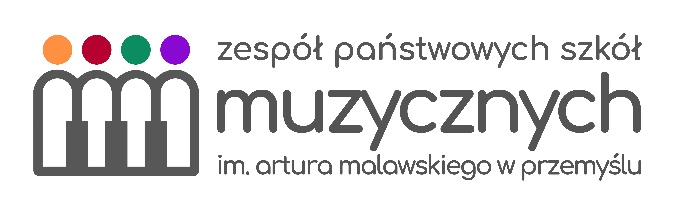 zespół państwowych szkół
muzycznych
im. artura malawskiego w przemyślu